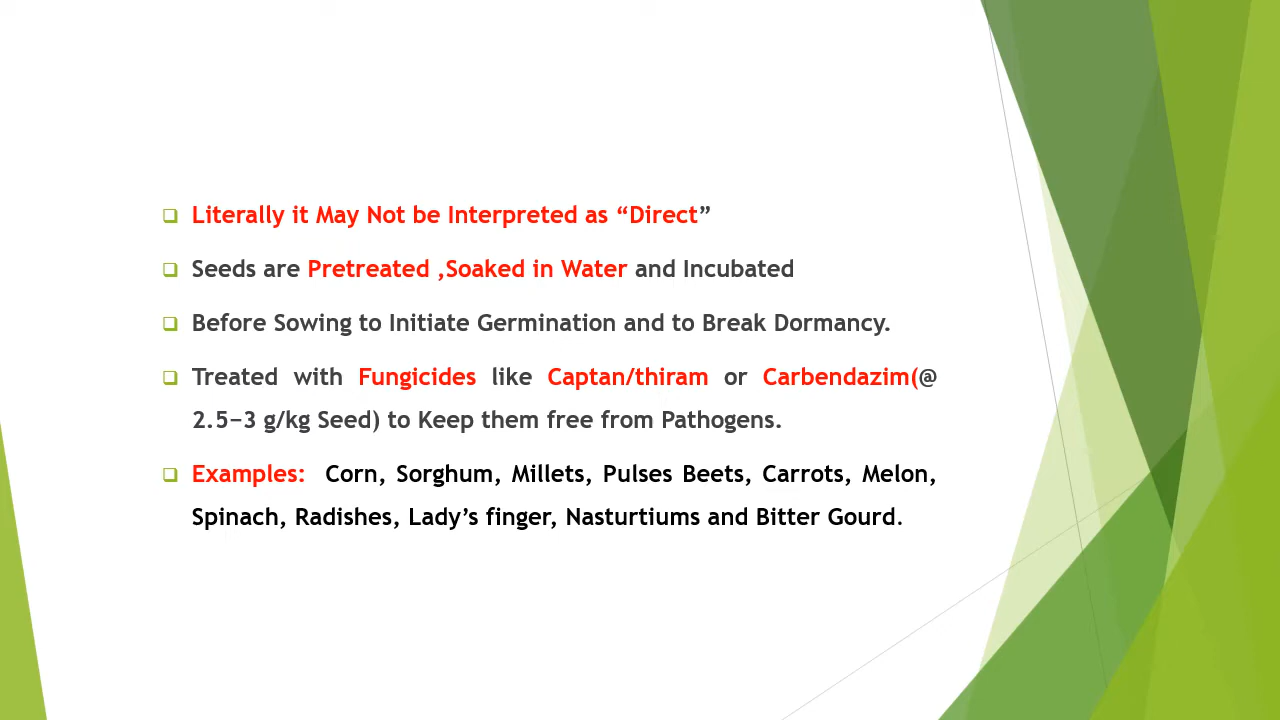 Literally it May Not be Interpreted as “Direct”
Seeds are Pretreated ,Soaked in Water and Incubated
Before Sowing to Initiate Germination and to Break Dormancy.
Treated with Fungicides like Captan/thiram or Carbendazim(@
2.5−3 g/kg Seed) to Keep them free from Pathogens.
Examples: Corn, Sorghum, Millets, Pulses Beets, Carrots, Melon,
Spinach, Radishes, Lady’s finger, Nasturtiums and Bitter Gourd.